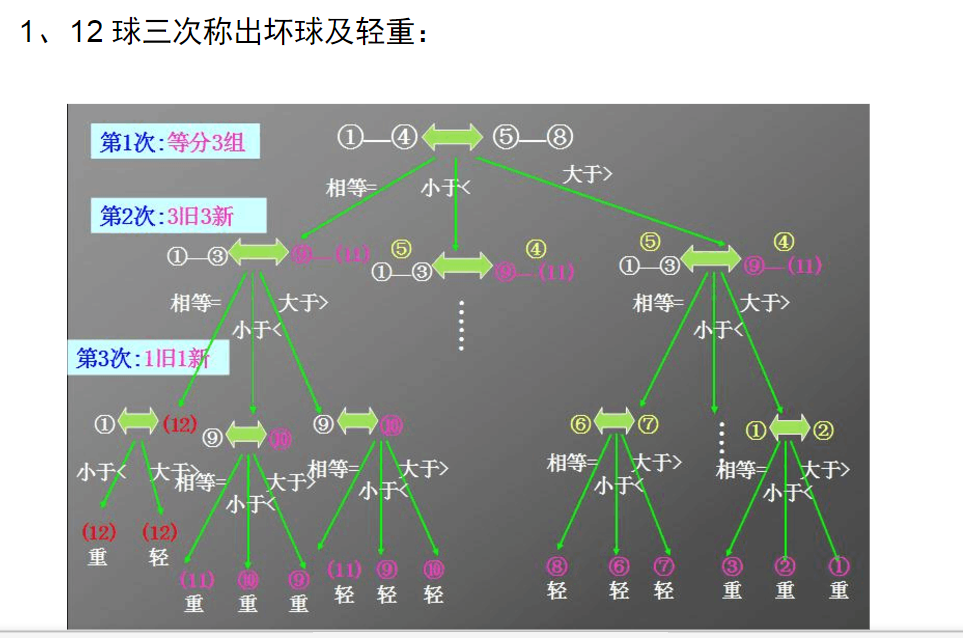 1、12 球三次称出坏球及轻重：
第1次:等分3组
①—④ ⑤—⑧
相等= 小于< 大于>
第2次:3旧3新
⑤ ④ ⑤ ④
①—③ ⑨—(11) ①—③ ⑨—(11) ①—③ ⑨—(11)
相等= 小于< 大于> …… 相等= 小于< 大于>
第3次:1旧1新
① (12) ⑨ ⑩ ⑨ ⑩ ⑥ ⑦ …… ① ②
小于< 大于> 相等= 小于< 大于> 相等= 小于< 大于> 相等= 小于< 大于> 相等= 小于< 大于>
(12) (12) (11) ⑩ ⑨ (11) ⑨ ⑩ ⑧ ⑥ ⑦ ③ ② ①
重 轻 重 重 重 轻 轻 轻 轻 轻 轻 重 重 重